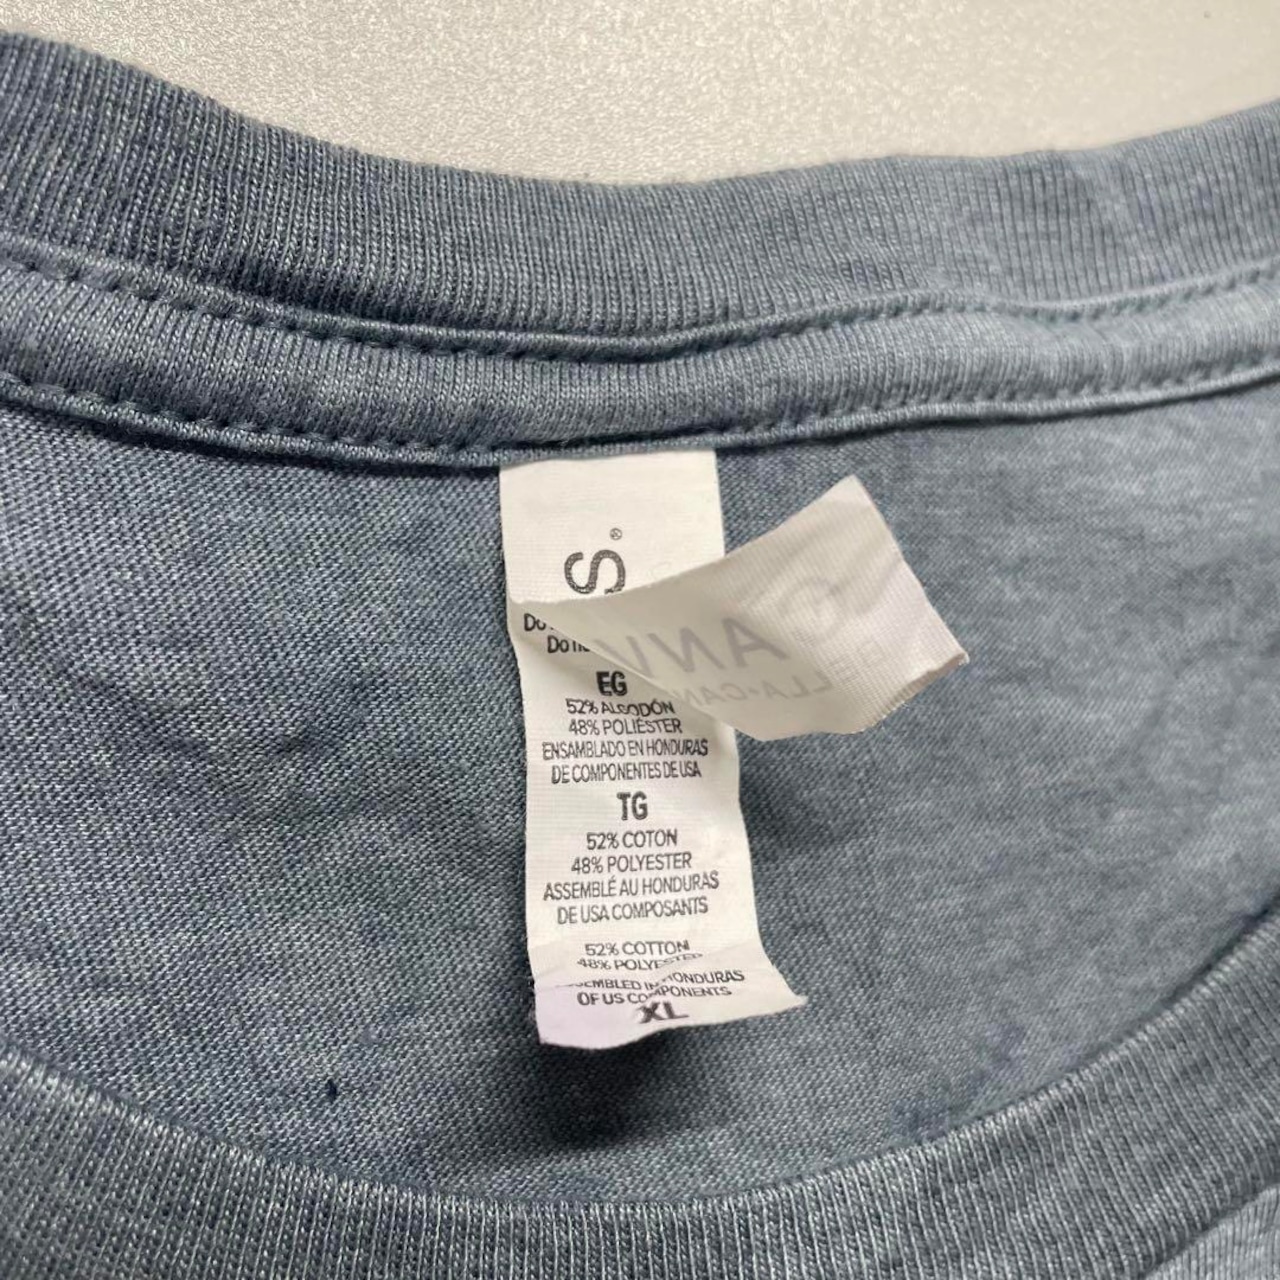 S®
EG
52% ALGODÓN
48% POLIÉSTER
ENSAMBLADO EN HONDURAS
DE COMPONENTES DE USA
TG
52% COTON
48% POLYESTER
ASSEMBLÉ AU HONDURAS
DE USA COMPOSANTS
52% COTTON
48% POLYESTER
OF US COMPONENTS
XL